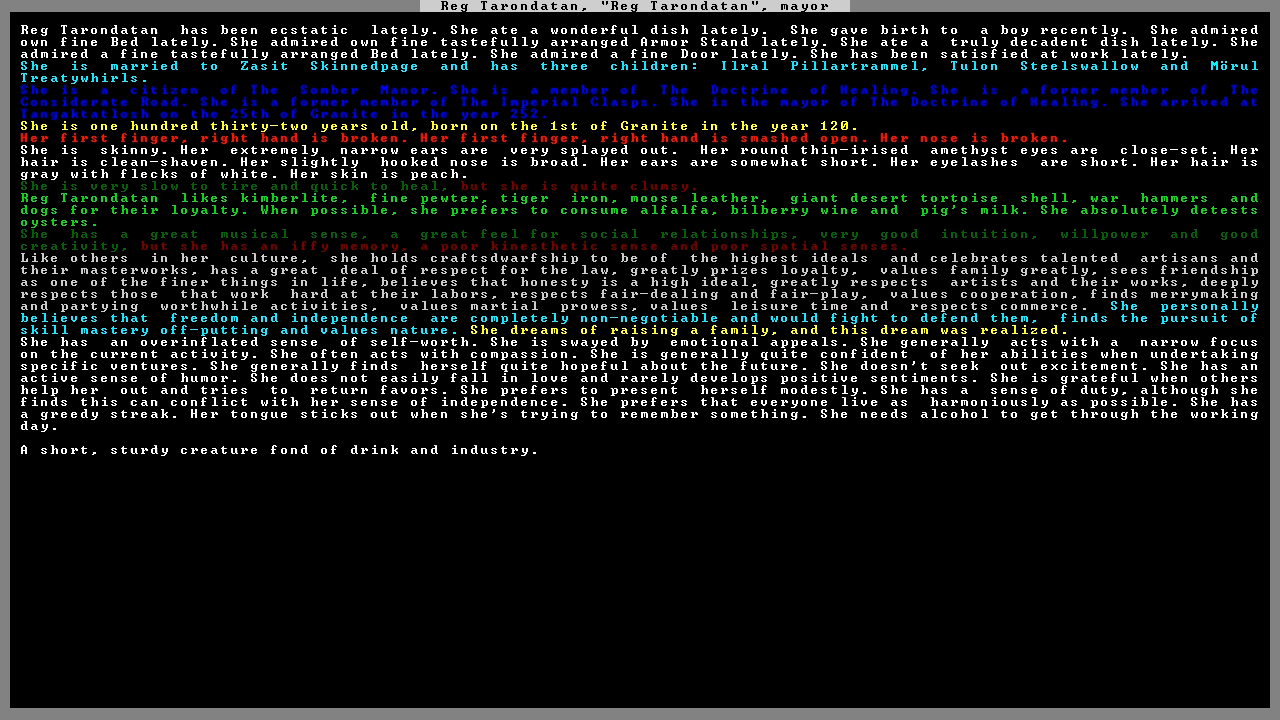 Reg Tarondatan, "Reg Tarondatan", mayor
Reg Tarondatan has been ecstatic lately. She ate a wonderful dish lately. She gave birth to a boy recently. She admired
own fine Bed lately. She admired own fine tastefully arranged Armor Stand lately. She ate a truly decadent dish lately. She
admired a fine tastefully arranged Bed lately. She admired a fine Door lately. She has been satisfied at work lately.
She is married to Zasit Skinnedpage and has three children: Ilral Pillartrammel, Tulon Steelswallow and Mörul
Treatywhirls.
She is a citizen of The Somber Manor. She is a member of The Doctrine of Healing. She is a former member of The
Considerate Road. She is a former member of The Imperial Clasps. She is the mayor of The Doctrine of Healing. She arrived at
Tangaktatloth on the 25th of Granite in the year 252.
She is one hundred thirty-two years old, born on the 1st of Granite in the year 120.
Her first finger, right hand is broken. Her first finger, right hand is smashed open. Her nose is broken.
She is skinny. Her extremely narrow ears are very splayed out. Her round thin-irised amethyst eyes are close-set. Her
hair is clean-shaven. Her slightly hooked nose is broad. Her ears are somewhat short. Her eyelashes are short. Her hair is
gray with flecks of white. Her skin is peach.
She is very slow to tire and quick to heal, but she is quite clumsy.
Reg Tarondatan likes kimberlite, fine pewter, tiger iron, moose leather, giant desert tortoise shell, war hammers and
dogs for their loyalty. When possible, she prefers to consume alfalfa, bilberry wine and pig's milk. She absolutely detests
oysters.
She has a great musical sense, a great feel for social relationships, very good intuition, willpower and good
creativity, but she has an iffy memory, a poor kinesthetic sense and poor spatial senses.
Like others in her culture, she holds craftsdwarfship to be of the highest ideals and celebrates talented artisans and
their masterworks, has a great deal of respect for the law, greatly prizes loyalty, values family greatly, sees friendship
as one of the finer things in life, believes that honesty is a high ideal, greatly respects artists and their works, deeply
respects those that work hard at their labors, respects fair-dealing and fair-play, values cooperation, finds merrymaking
and partying worthwhile activities, values martial prowess, values leisure time and respects commerce. She personally
believes that freedom and independence are completely non-negotiable and would fight to defend them, finds the pursuit of
skill mastery off-putting and values nature. She dreams of raising a family, and this dream was realized.
She has an overinflated sense of self-worth. She is swayed by emotional appeals. She generally acts with a narrow focus
on the current activity. She often acts with compassion. She is generally quite confident of her abilities when undertaking
specific ventures. She generally finds herself quite hopeful about the future. She doesn't seek out excitement. She has an
active sense of humor. She does not easily fall in love and rarely develops positive sentiments. She is grateful when others
help her out and tries to return favors. She prefers to present herself modestly. She has a sense of duty, although she
finds this can conflict with her sense of independence. She prefers that everyone live as harmoniously as possible. She has
a greedy streak. Her tongue sticks out when she's trying to remember something. She needs alcohol to get through the working
day.
A short, sturdy creature fond of drink and industry.